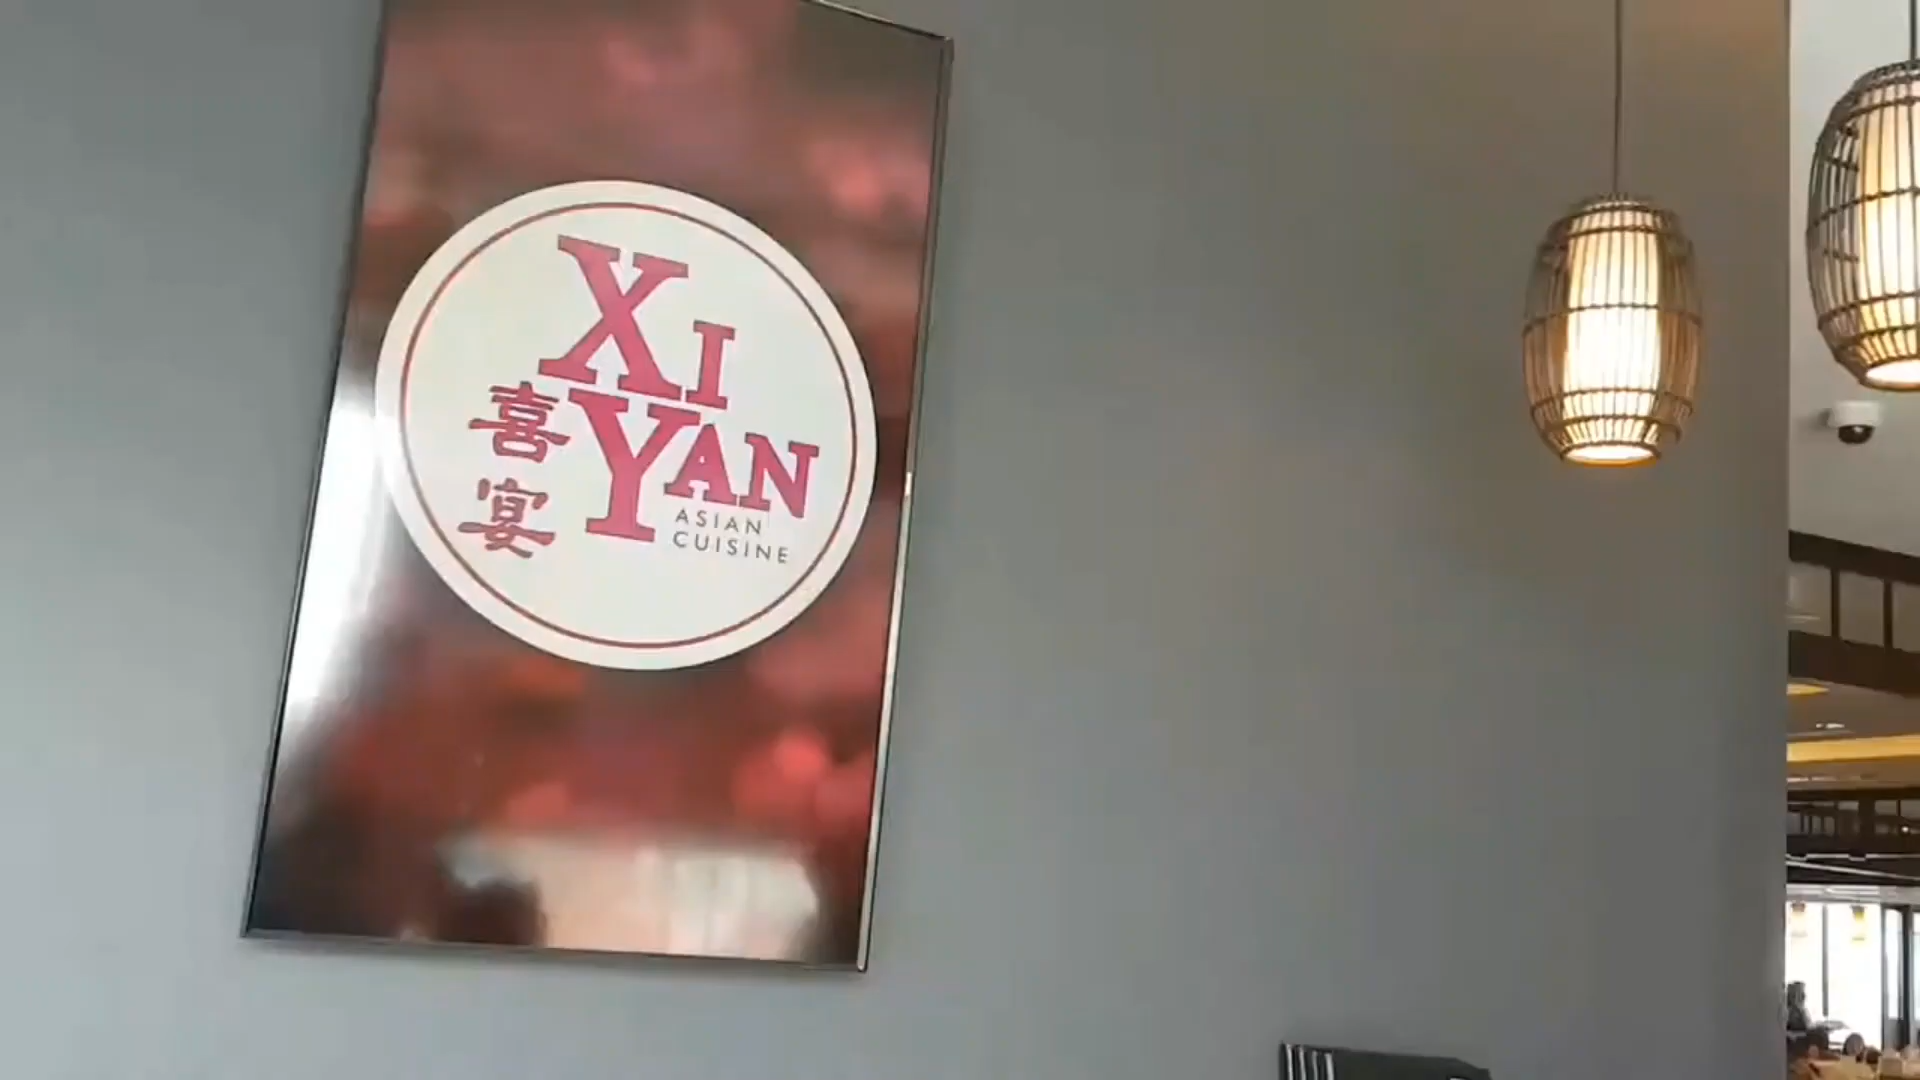 XI
YAN
喜
宴
ASIAN
CUISINE